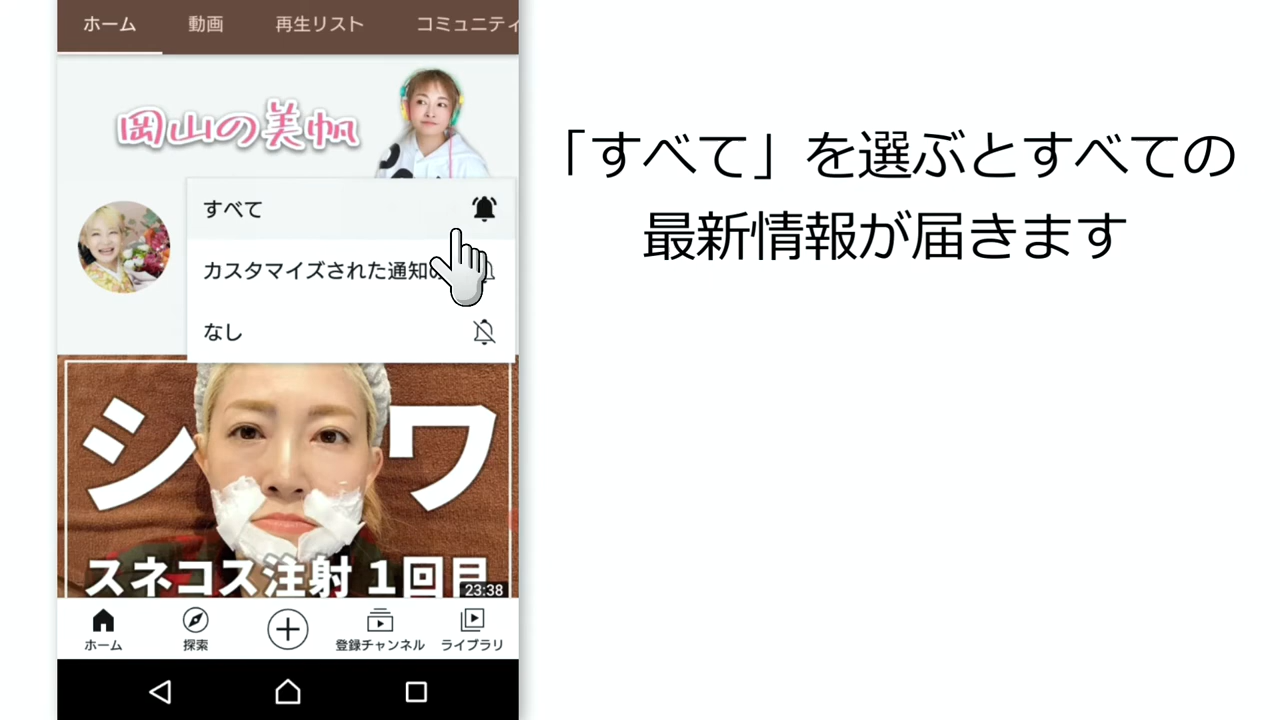 ホーム 動画 再生リスト コミュニティ
岡山の美帆
「すべて」を選ぶとすべての
最新情報が届きます
すべて
カスタマイズされた通知の
なし
シワ
スネコス注射1回目
23:38
ホーム 探索 登録チャンネル ライブラリ